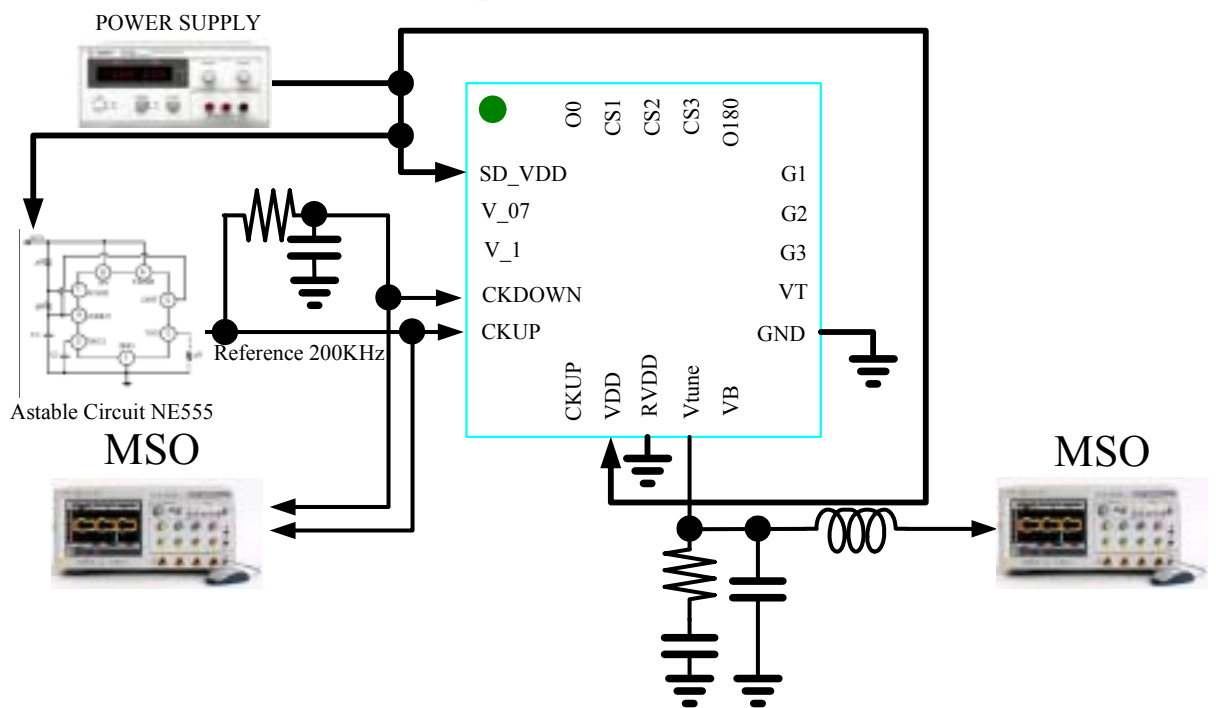 POWER SUPPLY
O0
CS1
CS2
CS3
O180
SD_VDD
V_07
V_1
CKDOWN
CKUP
G1
G2
G3
VT
GND
Reference 200KHz
CKUP
VDD
RVDD
Vtune
VB
Astable Circuit NE555
MSO
MSO